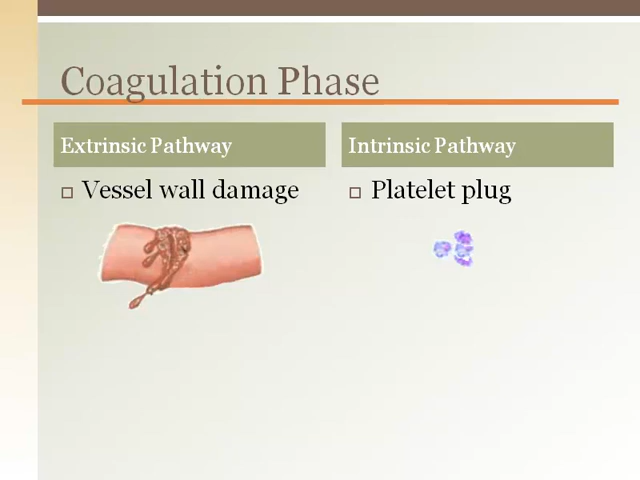 Coagulation Phase
Extrinsic Pathway
Vessel wall damage
Intrinsic Pathway
Platelet plug